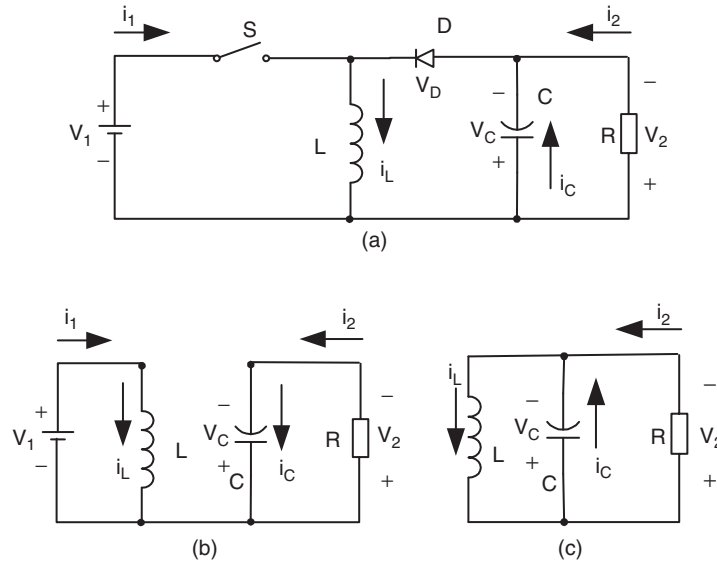 i1 S D i2
+ V1 −
L iL VD
− C VC + iC
− R V2 +
(a)
i1 i2
+ V1 − iL L − VC + C iC − R V2 +
(b)
i2
iL L − VC + C iC − R V2 +
(c)